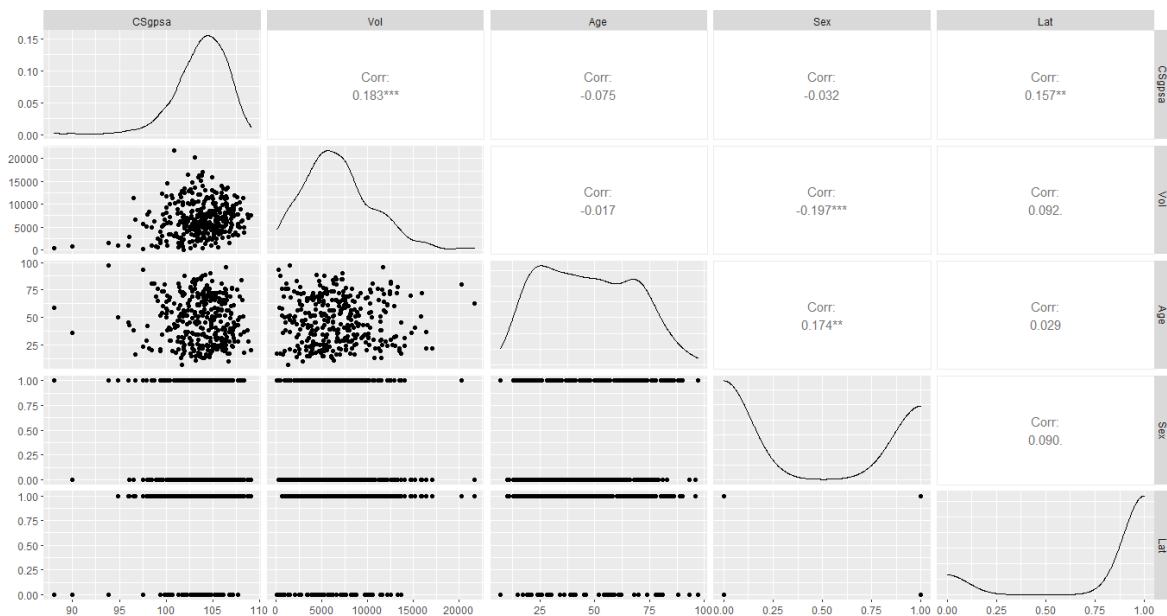 CSgpsa Vol Age Sex Lat
0.15
0.10
0.05
0.00
Corr:
0.183***
Corr:
-0.075
Corr:
-0.032
Corr:
0.157**
CSgpsa
20000
15000
10000
5000
0
Corr:
-0.017
Corr:
-0.197***
Corr:
0.092.
Vol
100
75
50
25
Corr:
0.174**
Corr:
0.029
Age
1.00
0.75
0.50
0.25
0.00
Corr:
0.090.
Sex
1.00
0.75
0.50
0.25
0.00
Lat
90 95 100 105 110 0 5000 10000 15000 20000 25 50 75 100 0.00 0.25 0.50 0.75 1.00 0.00 0.25 0.50 0.75 1.00